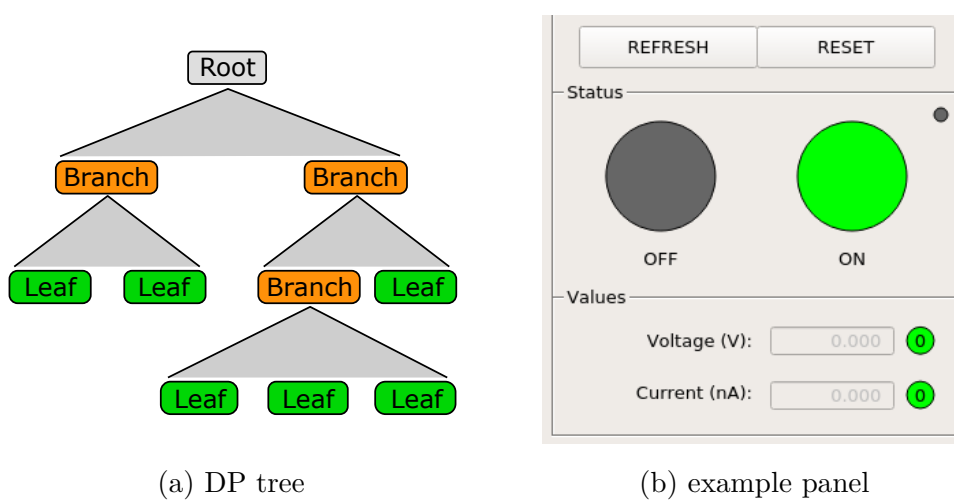 Root
Branch Branch
Leaf Leaf Branch Leaf
Leaf Leaf Leaf
(a) DP tree
REFRESH RESET
Status
OFF ON
Values
Voltage (V): 0.000 0
Current (nA): 0.000 0
(b) example panel